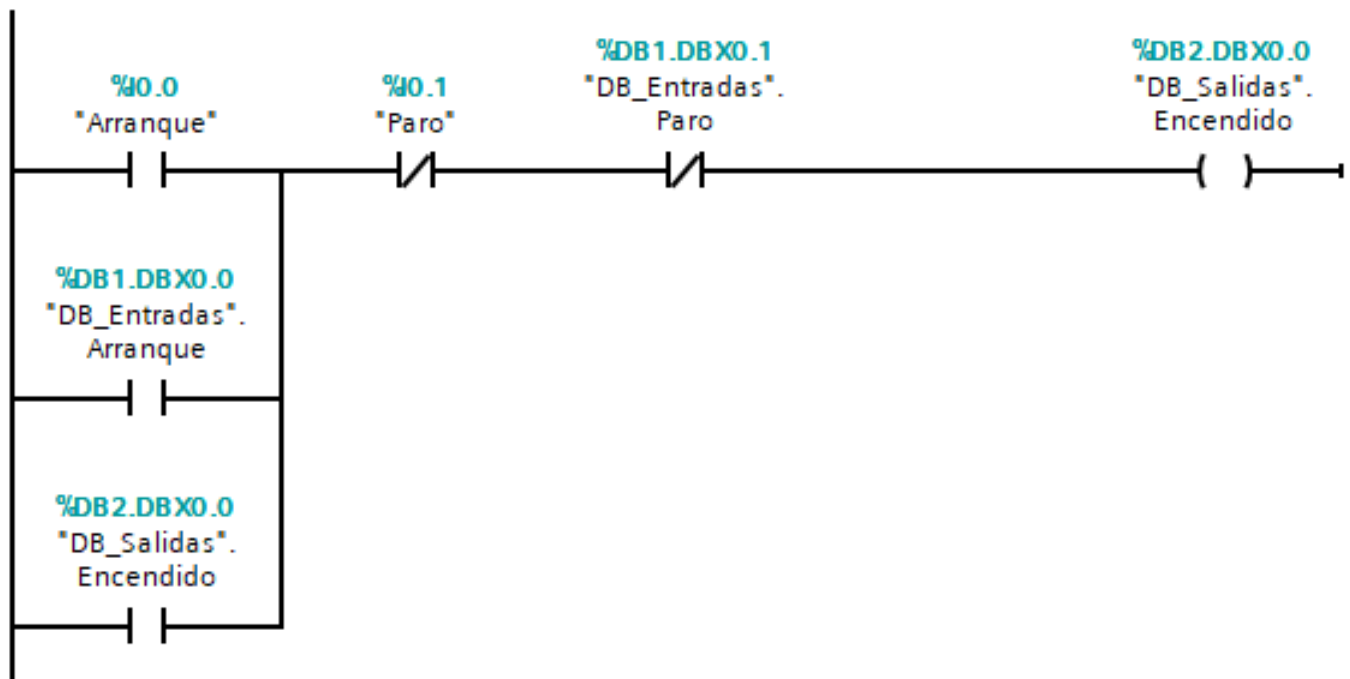 %I0.0
"Arranque"
%I0.1
"Paro"
%DB1.DBX0.1
"DB_Entradas".
Paro
%DB2.DBX0.0
"DB_Salidas".
Encendido
%DB1.DBX0.0
"DB_Entradas".
Arranque
%DB2.DBX0.0
"DB_Salidas".
Encendido